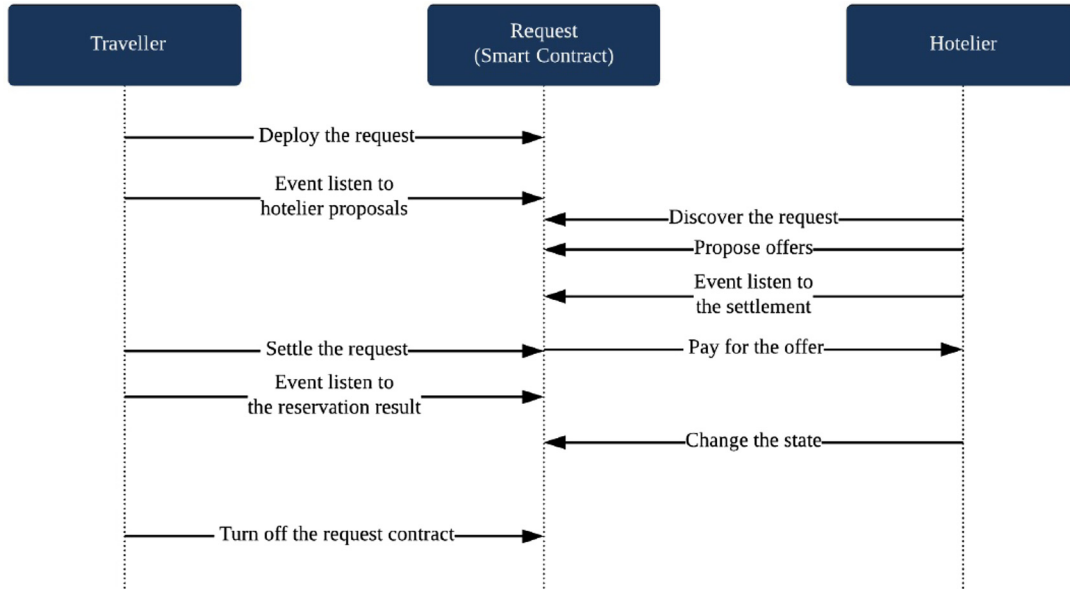 Traveller
Request
(Smart Contract)
Hotelier
Deploy the request
Event listen to
hotelier proposals
Discover the request
Propose offers
Event listen to
the settlement
Settle the request
Pay for the offer
Event listen to
the reservation result
Change the state
Turn off the request contract